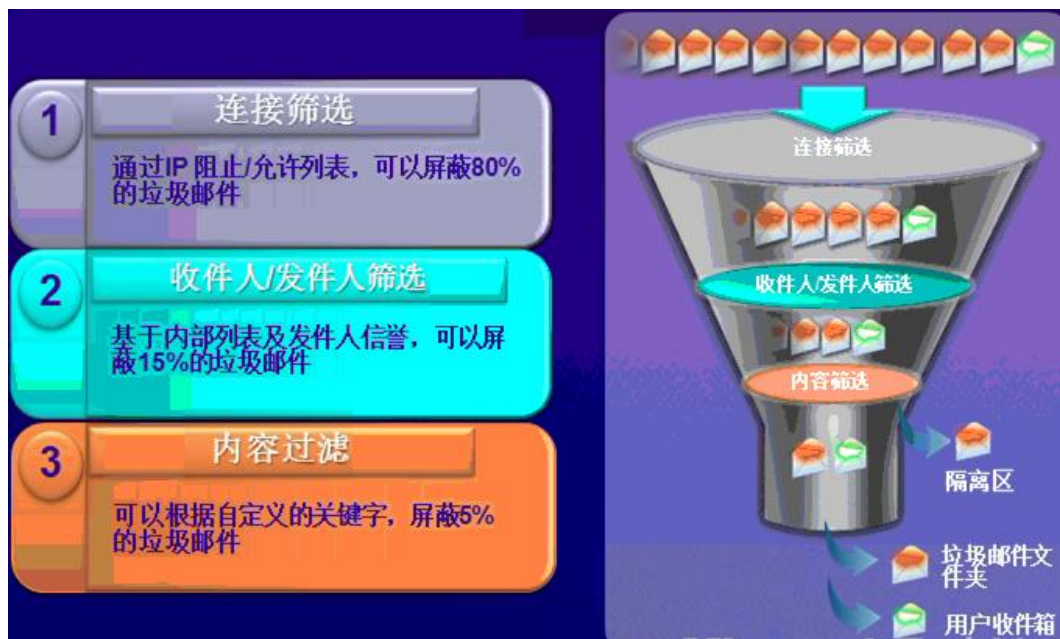 1
连接筛选
通过IP 阻止/允许列表，可以屏蔽80%
的垃圾邮件
2
收件人/发件人筛选
基于内部列表及发件人信誉，可以屏
蔽15%的垃圾邮件
3
内容过滤
可以根据自定义的关键字，屏蔽5%
的垃圾邮件
连接筛选
收件人/发件人筛选
内容筛选
隔离区
垃圾邮件文
件夹
用户收件箱